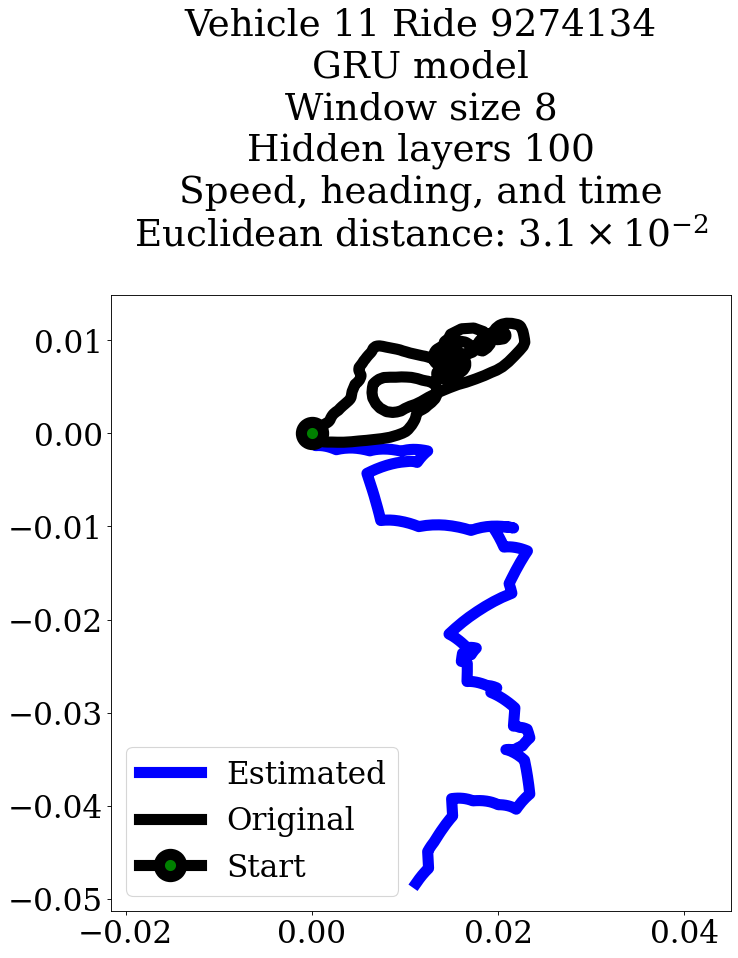 Vehicle 11 Ride 9274134
GRU model
Window size 8
Hidden layers 100
Speed, heading, and time
Euclidean distance: 3.1 × 10⁻²
0.01
0.00
−0.01
−0.02
−0.03
−0.04
−0.05
Estimated
Original
Start
−0.02 0.00 0.02 0.04